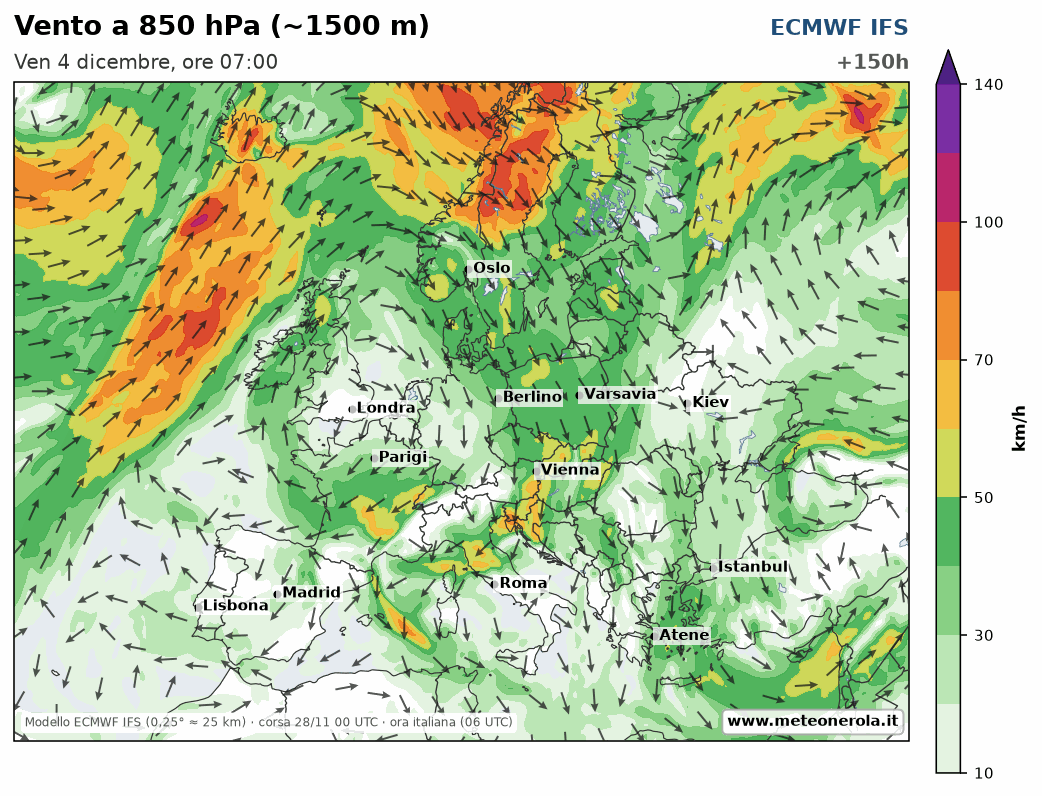 Vento a 850 hPa (~1500 m)
ECMWF IFS
Ven 4 dicembre, ore 07:00
+150h
140
100
70
50
30
10
km/h
Oslo
Berlino
Varsavia
Kiev
Londra
Parigi
Vienna
Istanbul
Roma
Madrid
Lisbona
Atene
Modello ECMWF IFS (0,25° ≈ 25 km) · corsa 28/11 00 UTC · ora italiana (06 UTC)
www.meteonerola.it